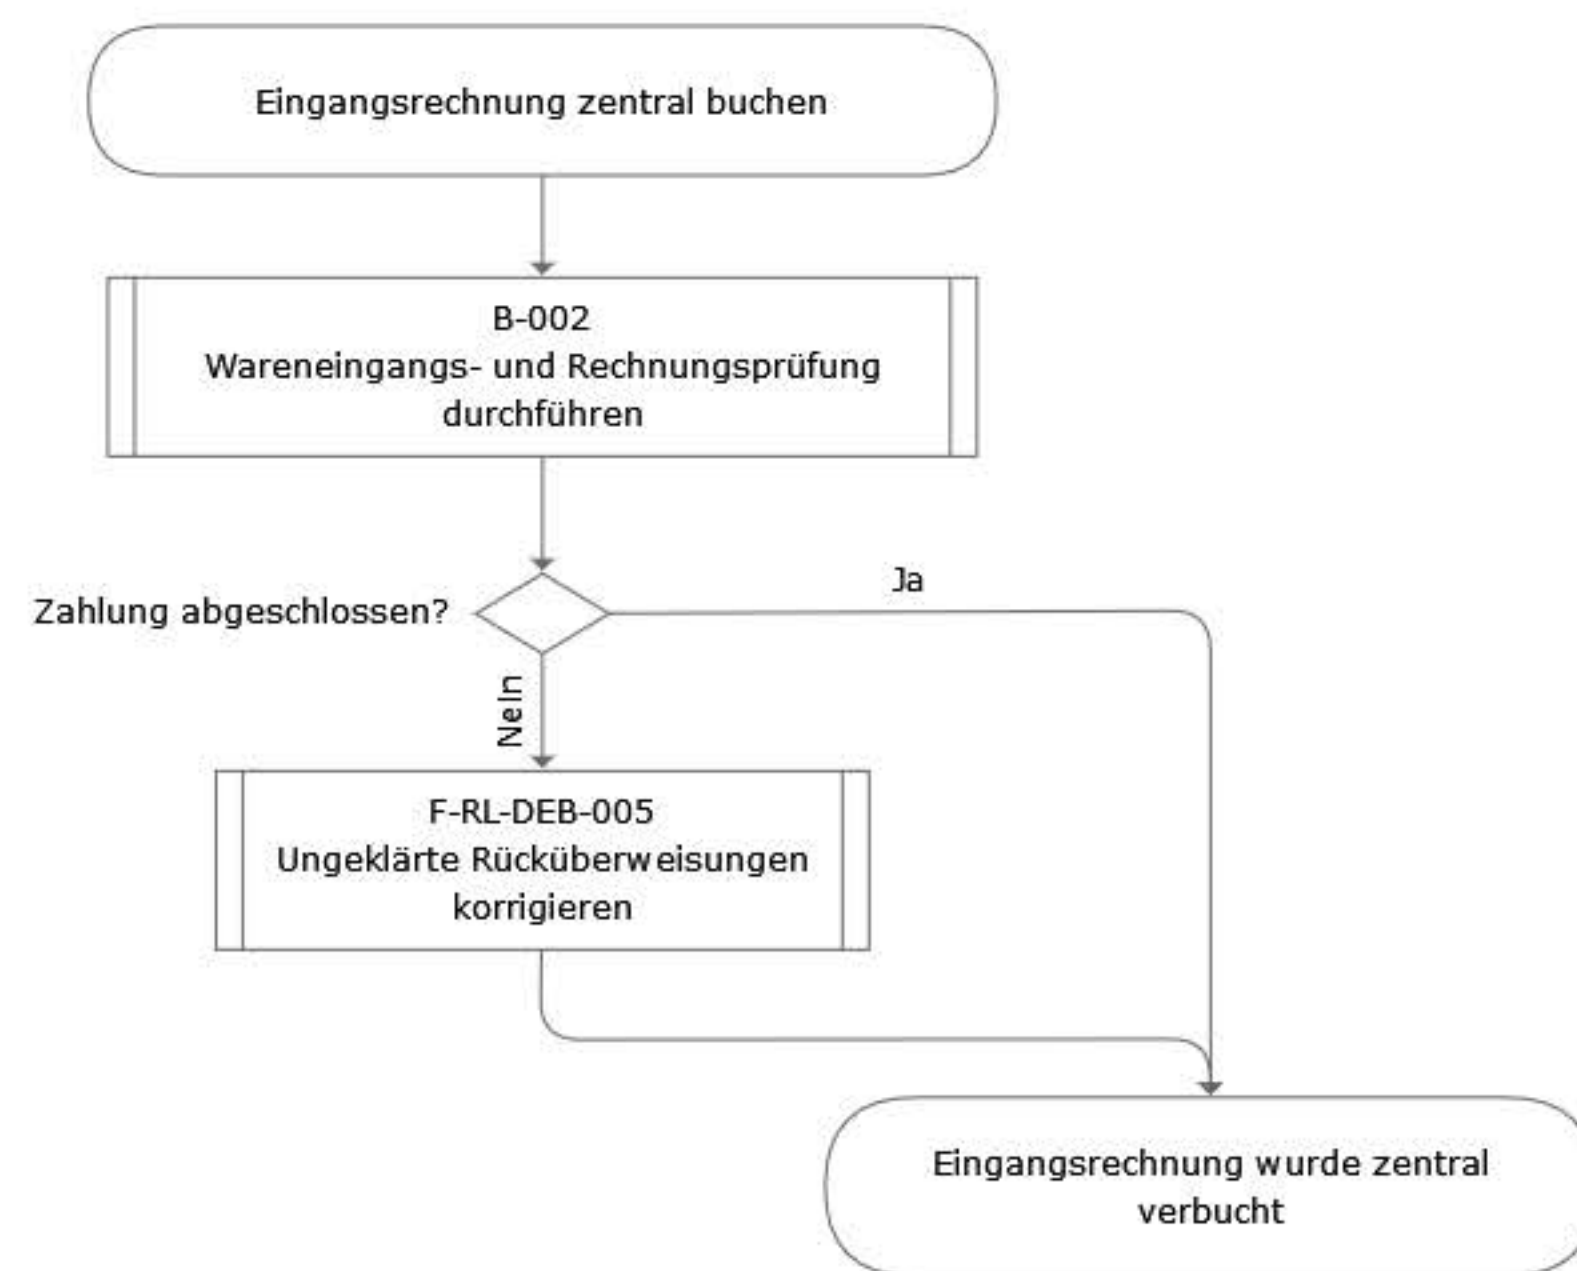 Eingangsrechnung zentral buchen
B-002
Wareneingangs- und Rechnungsprüfung
durchführen
Zahlung abgeschlossen?
Ja
Nein
F-RL-DEB-005
Ungeklärte Rücküberweisungen
korrigieren
Eingangsrechnung wurde zentral
verbucht